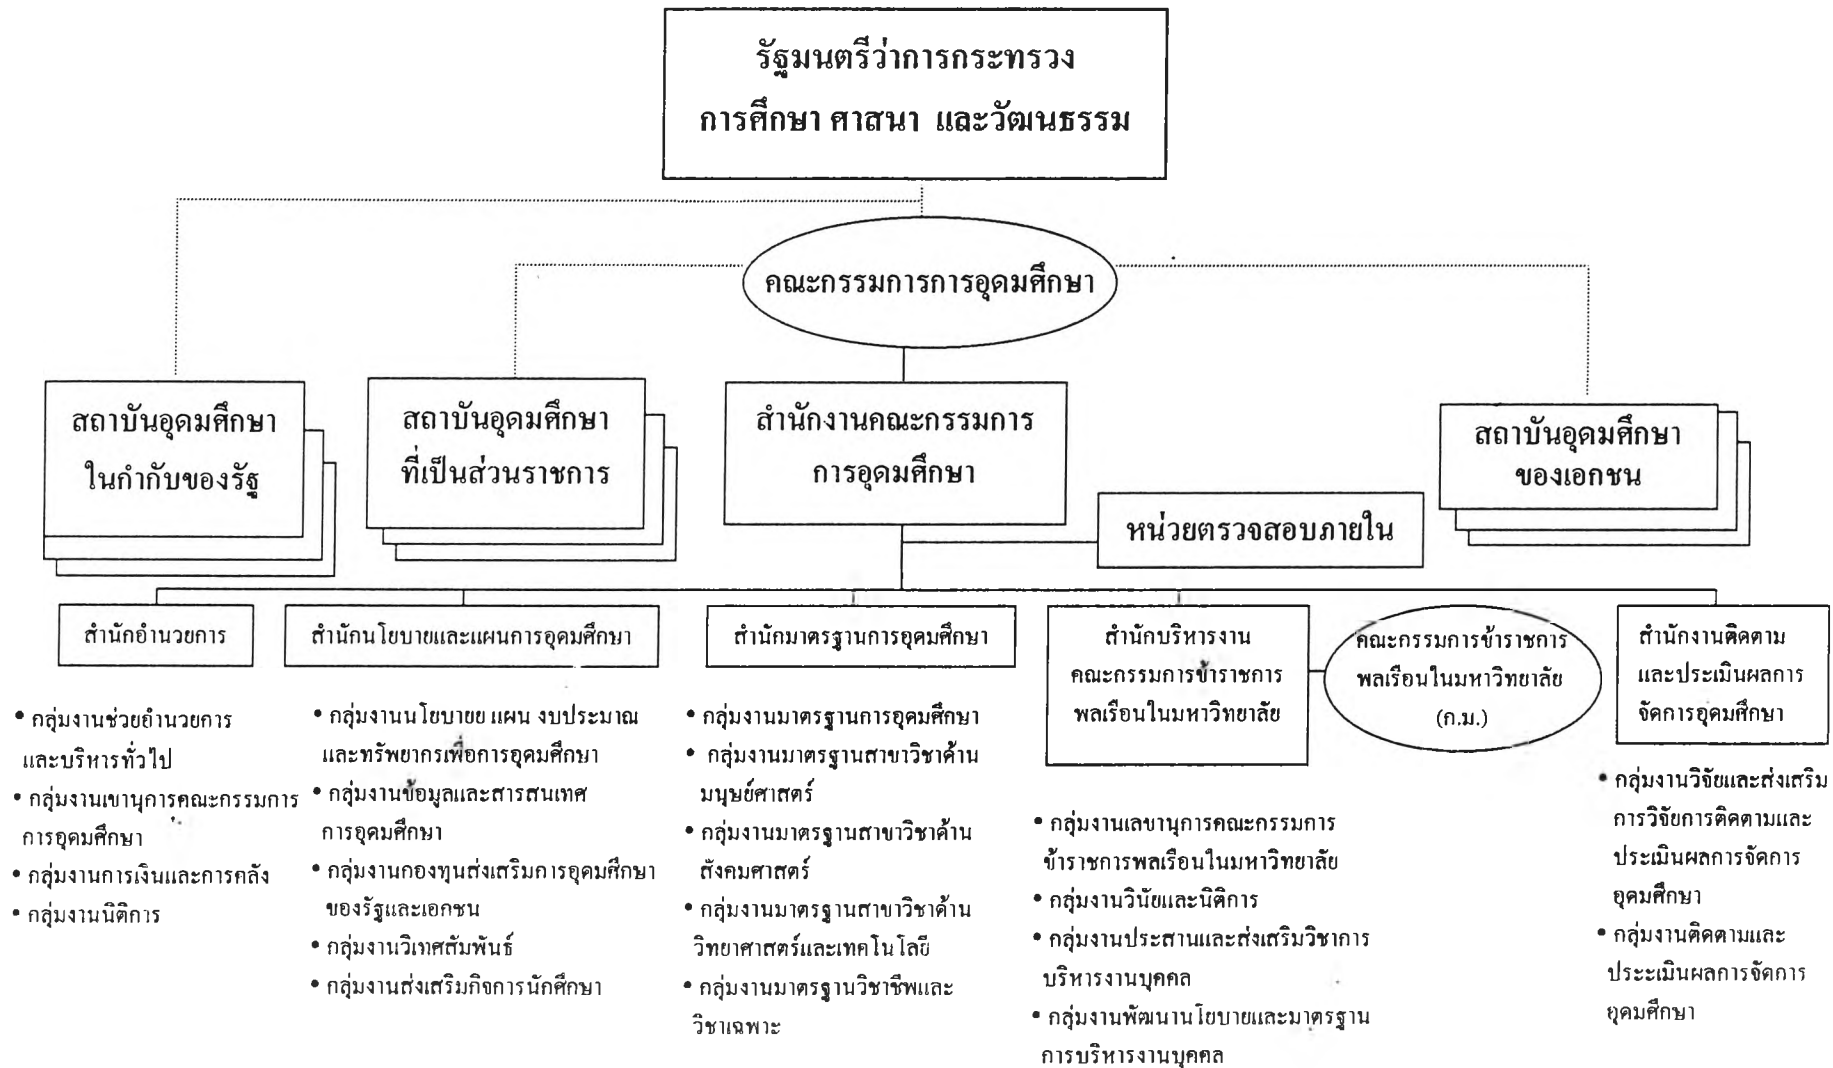 รัฐมนตรีว่าการกระทรวง
การศึกษา ศาสนา และวัฒนธรรม
คณะกรรมการการอุดมศึกษา
สถาบันอุดมศึกษา
ในกำกับของรัฐ
สถาบันอุดมศึกษา
ที่เป็นส่วนราชการ
สำนักงานคณะกรรมการ
การอุดมศึกษา
สถาบันอุดมศึกษา
ของเอกชน
หน่วยตรวจสอบภายใน
สำนักอำนวยการ
สำนักนโยบายและแผนการอุดมศึกษา
สำนักมาตรฐานการอุดมศึกษา
สำนักบริหารงาน
คณะกรรมการข้าราชการ
พลเรือนในมหาวิทยาลัย
คณะกรรมการข้าราชการ
พลเรือนในมหาวิทยาลัย
(ก.ม.)
สำนักงานติดตาม
และประเมินผลการ
จัดการอุดมศึกษา
• กลุ่มงานช่วยอำนวยการ
และบริหารทั่วไป
• กลุ่มงานเขานุการคณะกรรมการ
การอุดมศึกษา
• กลุ่มงานการเงินและการคลัง
• กลุ่มงานนิติการ
• กลุ่มงานนโยบายย แผน งบประมาณ
และทรัพยากรเพื่อการอุดมศึกษา
• กลุ่มงานข้อมูลและสารสนเทศ
การอุดมศึกษา
• กลุ่มงานกองทุนส่งเสริมการอุดมศึกษา
ของรัฐและเอกชน
• กลุ่มงานวิเทศสัมพันธ์
• กลุ่มงานส่งเสริมกิจการนักศึกษา
• กลุ่มงานมาตรฐานการอุดมศึกษา
• กลุ่มงานมาตรฐานสาขาวิชาด้าน
มนุษย์ศาสตร์
• กลุ่มงานมาตรฐานสาขาวิชาด้าน
สังคมศาสตร์
• กลุ่มงานมาตรฐานสาขาวิชาด้าน
วิทยาศาสตร์และเทคโนโลยี
• กลุ่มงานมาตรฐานวิชาชีพและ
วิชาเฉพาะ
• กลุ่มงานเลขานุการคณะกรรมการ
ข้าราชการพลเรือนในมหาวิทยาลัย
• กลุ่มงานวินัยและนิติการ
• กลุ่มงานประสานและส่งเสริมวิชาการ
บริหารงานบุคคล
• กลุ่มงานพัฒนานโยบายและมาตรฐาน
การบริหารงานบุคคล
• กลุ่มงานวิจัยและส่งเสริม
การวิจัยการติดตามและ
ประเมินผลการจัดการ
อุดมศึกษา
• กลุ่มงานติดตามและ
ประะเมินผลการจัดการ
อุดมศึกษา